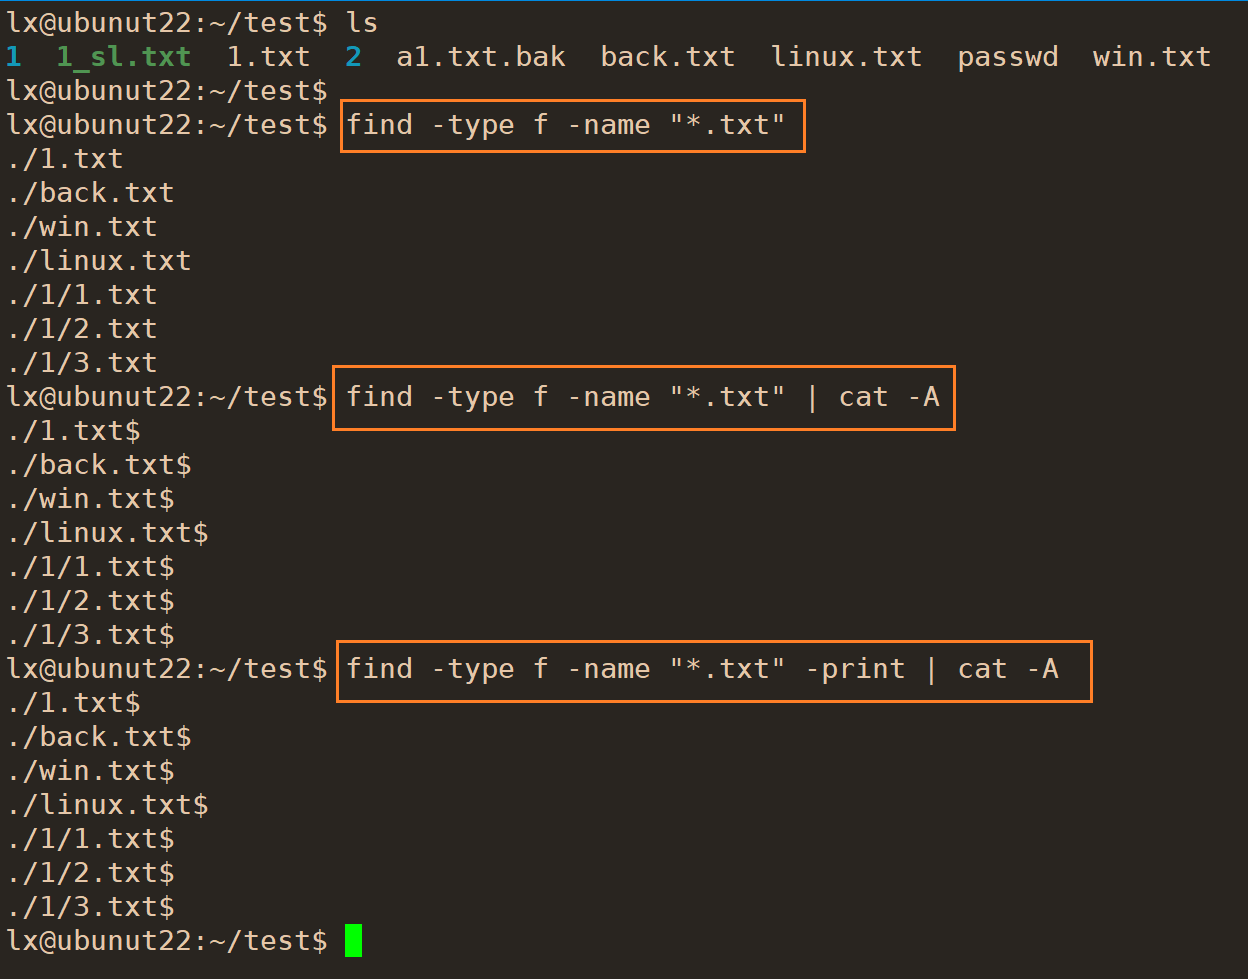 lx@ubunut22:~/test$ ls
1  1_sl.txt  1.txt  2  a1.txt.bak  back.txt  linux.txt  passwd  win.txt
lx@ubunut22:~/test$
lx@ubunut22:~/test$ find -type f -name "*.txt"
./1.txt
./back.txt
./win.txt
./linux.txt
./1/1.txt
./1/2.txt
./1/3.txt
lx@ubunut22:~/test$ find -type f -name "*.txt" | cat -A
./1.txt$
./back.txt$
./win.txt$
./linux.txt$
./1/1.txt$
./1/2.txt$
./1/3.txt$
lx@ubunut22:~/test$ find -type f -name "*.txt" -print | cat -A
./1.txt$
./back.txt$
./win.txt$
./linux.txt$
./1/1.txt$
./1/2.txt$
./1/3.txt$
lx@ubunut22:~/test$